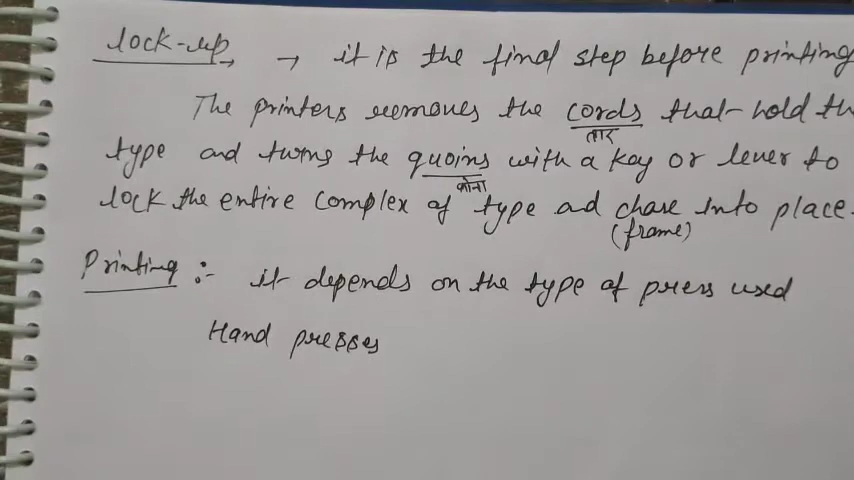 lock-up → it is the final step before printing
The printers removes the cords that hold th
तार
type and turns the quoins with a key or lever to
कोना
lock the entire complex of type and chase into place.
(frame)
Printing :- it depends on the type of press used
Hand presses